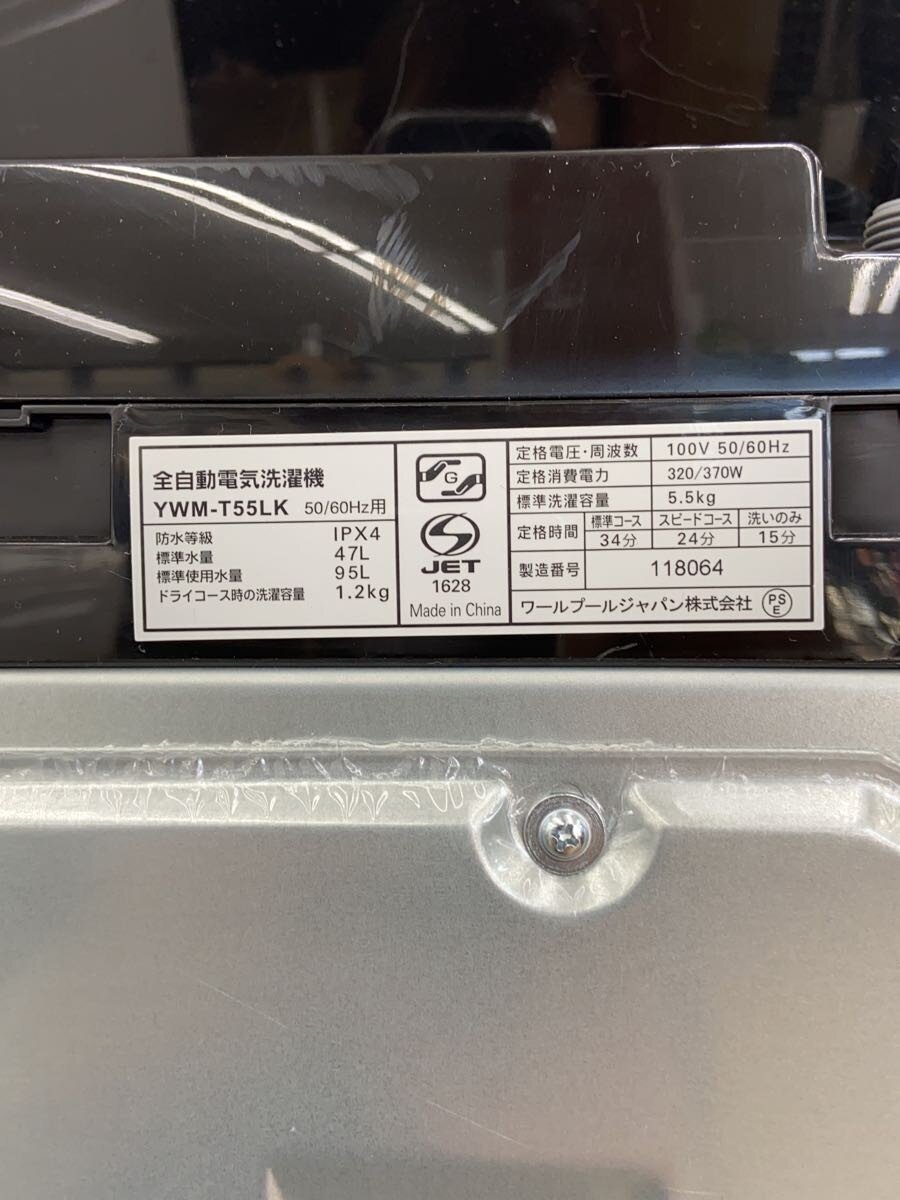 全自動電気洗濯機
YWM-T55LK 50/60Hz用
防水等級 IPX4
標準水量 47L
標準使用水量 95L
ドライコース時の洗濯容量 1.2kg
G
JET
1628
Made in China
定格電圧・周波数 100V 50/60Hz
定格消費電力 320/370W
標準洗濯容量 5.5kg
定格時間 標準コース スピードコース 洗いのみ
34分 24分 15分
製造番号 118064
ワールプールジャパン株式会社 PS E